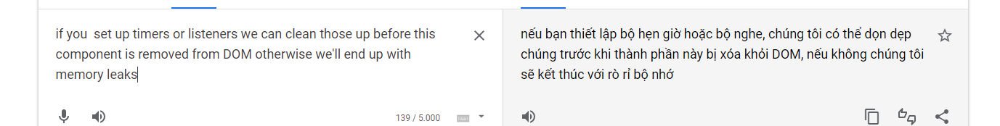 if you  set up timers or listeners we can clean those up before this
component is removed from DOM otherwise we'll end up with
memory leaks
139 / 5.000
nếu bạn thiết lập bộ hẹn giờ hoặc bộ nghe, chúng tôi có thể dọn dẹp
chúng trước khi thành phần này bị xóa khỏi DOM, nếu không chúng tôi
sẽ kết thúc với rò rỉ bộ nhớ